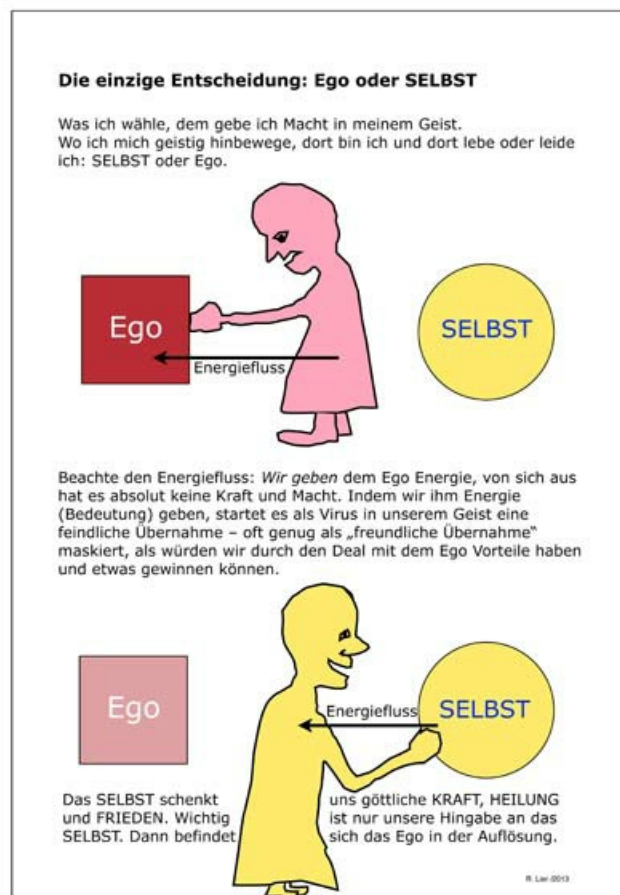 Die einzige Entscheidung: Ego oder SELBST
Was ich wähle, dem gebe ich Macht in meinem Geist.
Wo ich mich geistig hinbewege, dort bin ich und dort lebe oder leide
ich: SELBST oder Ego.
Ego
SELBST
Energiefluss
Beachte den Energiefluss: Wir geben dem Ego Energie, von sich aus
hat es absolut keine Kraft und Macht. Indem wir ihm Energie
(Bedeutung) geben, startet es als Virus in unserem Geist eine
feindliche Übernahme – oft genug als „freundliche Übernahme“
maskiert, als würden wir durch den Deal mit dem Ego Vorteile haben
und etwas gewinnen können.
Ego
Energiefluss
SELBST
Das SELBST schenkt uns göttliche KRAFT, HEILUNG
und FRIEDEN. Wichtig ist nur unsere Hingabe an das
SELBST. Dann befindet sich das Ego in der Auflösung.